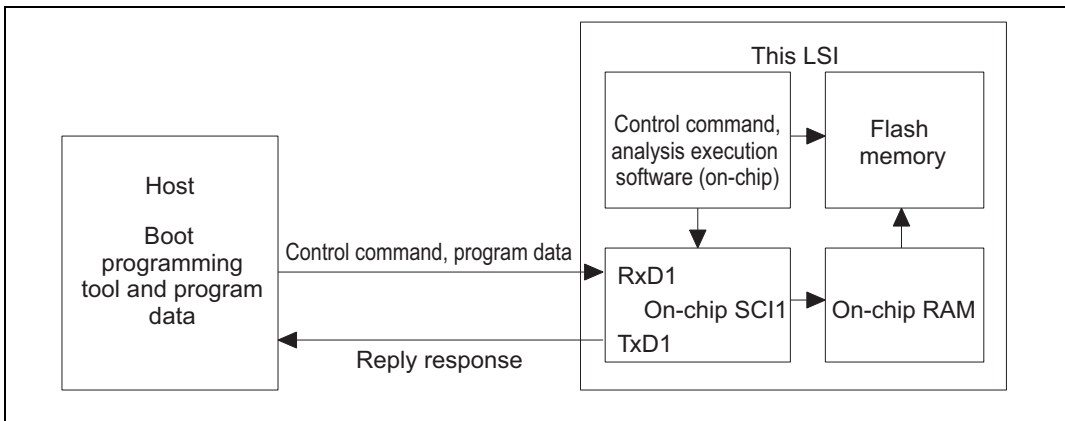 This LSI
Control command,
analysis execution
software (on-chip)
Flash
memory
Host
Boot
programming
tool and program
data
Control command, program data
RxD1
On-chip SCI1
TxD1
On-chip RAM
Reply response